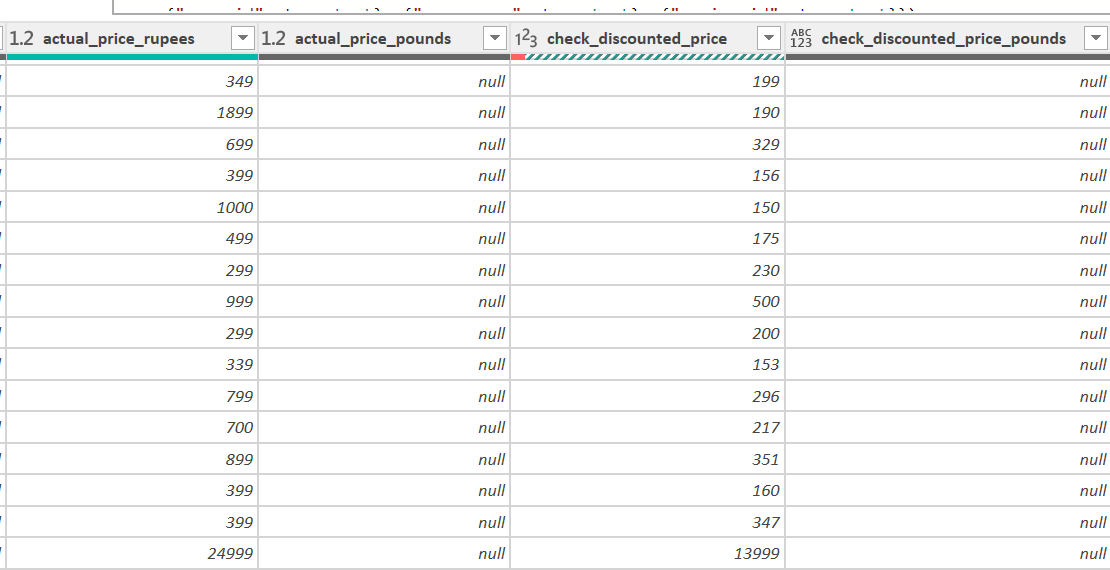 1.2 actual_price_rupees 1.2 actual_price_pounds 123 check_discounted_price ABC 123 check_discounted_price_pounds
349 null 199 null
1899 null 190 null
699 null 329 null
399 null 156 null
1000 null 150 null
499 null 175 null
299 null 230 null
999 null 500 null
299 null 200 null
339 null 153 null
799 null 296 null
700 null 217 null
899 null 351 null
399 null 160 null
399 null 347 null
24999 null 13999 null